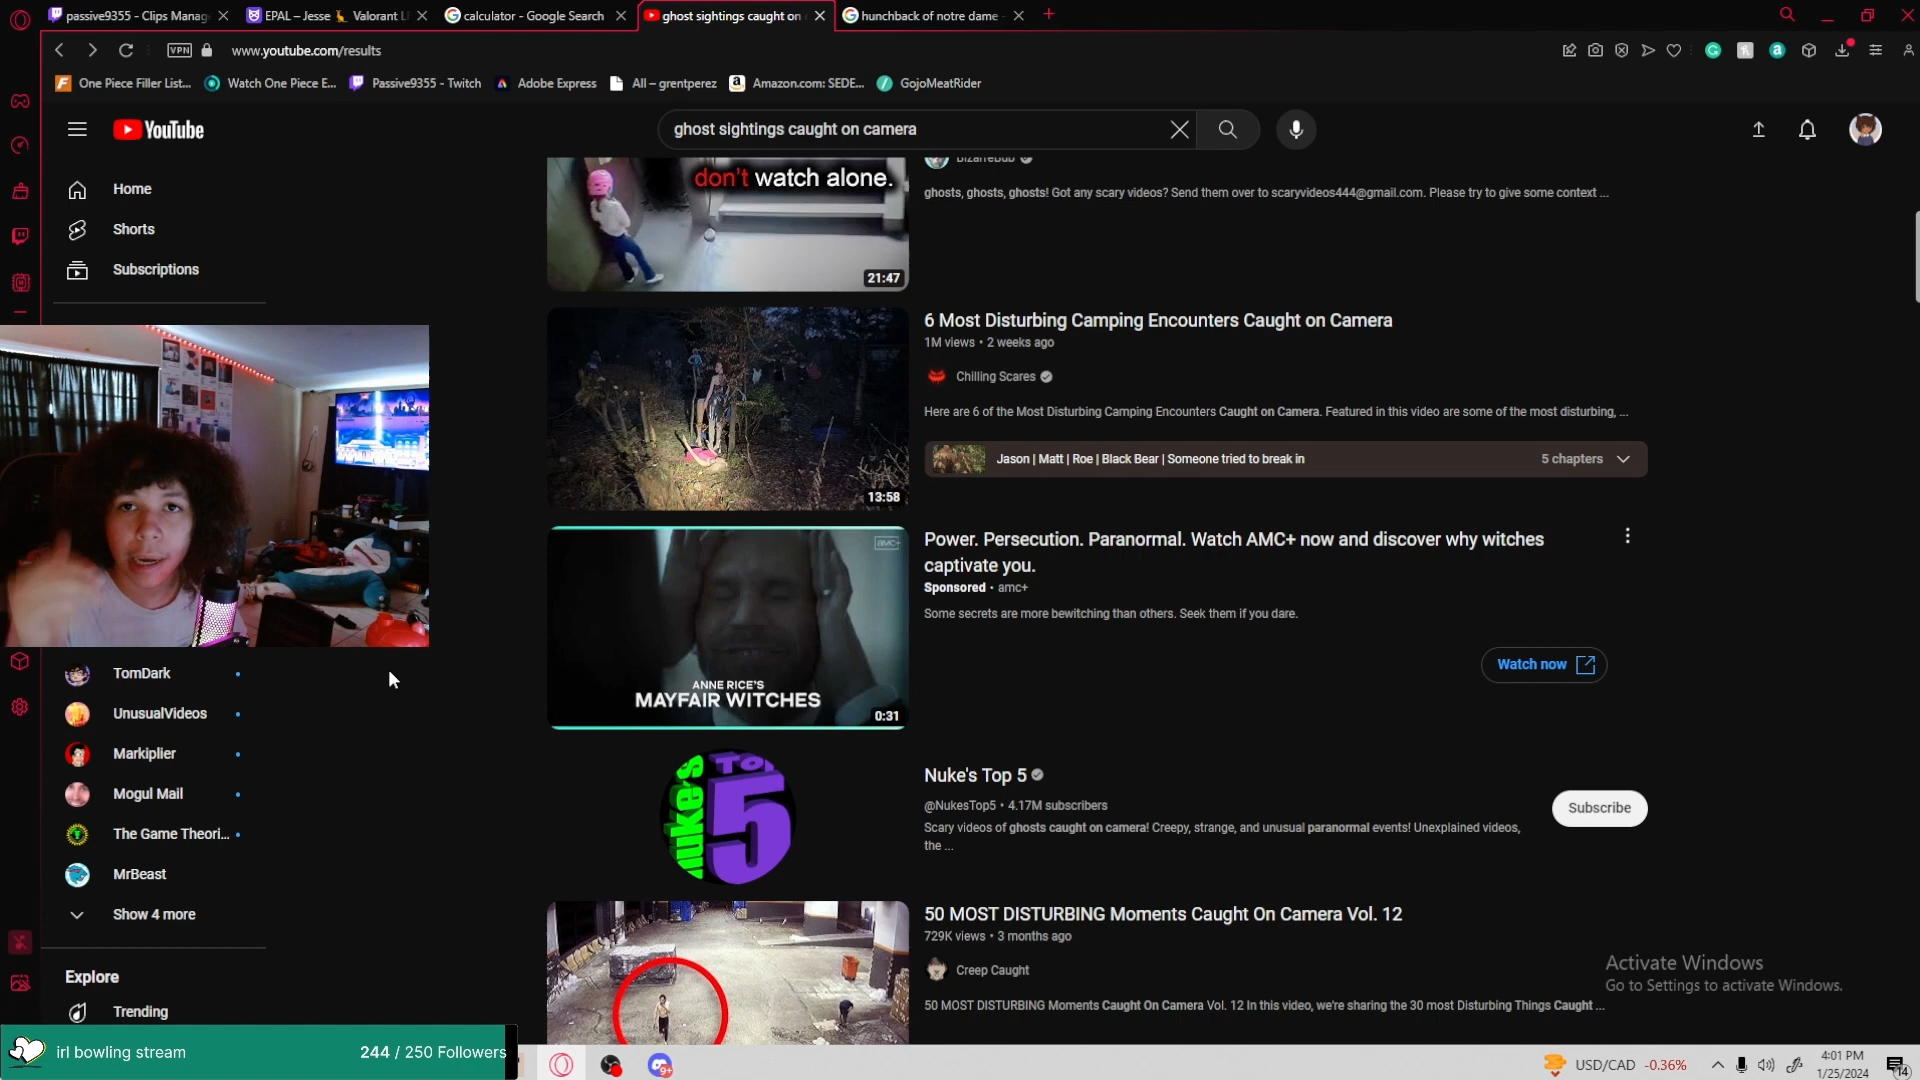 passive9355 - Clips Manag
EPAL – Jesse 🦒 Valorant L
calculator - Google Search
ghost sightings caught on
hunchback of notre dame
VPN
www.youtube.com/results
One Piece Filler List...
Watch One Piece E...
Passive9355 - Twitch
Adobe Express
All – grentperez
Amazon.com: SEDE...
GojoMeatRider
YouTube
ghost sightings caught on camera
Home
Shorts
Subscriptions
don't watch alone.
21:47
BizarreBub
ghosts, ghosts, ghosts! Got any scary videos? Send them over to scaryvideos444@gmail.com. Please try to give some context ...
13:58
6 Most Disturbing Camping Encounters Caught on Camera
1M views • 2 weeks ago
Chilling Scares
Here are 6 of the Most Disturbing Camping Encounters Caught on Camera. Featured in this video are some of the most disturbing, ...
Jason | Matt | Roe | Black Bear | Someone tried to break in
5 chapters
amc+
ANNE RICE'S
MAYFAIR WITCHES
0:31
Power. Persecution. Paranormal. Watch AMC+ now and discover why witches
captivate you.
Sponsored • amc+
Some secrets are more bewitching than others. Seek them if you dare.
Watch now
TomDark
UnusualVideos
Markiplier
Mogul Mail
The Game Theori...
MrBeast
Show 4 more
Explore
Trending
Nuke's Top 5
Nuke's Top 5
@NukesTop5 • 4.17M subscribers
Scary videos of ghosts caught on camera! Creepy, strange, and unusual paranormal events! Unexplained videos,
the ...
Subscribe
50 MOST DISTURBING Moments Caught On Camera Vol. 12
729K views • 3 months ago
Creep Caught
50 MOST DISTURBING Moments Caught On Camera Vol. 12 In this video, we're sharing the 30 most Disturbing Things Caught ...
Activate Windows
Go to Settings to activate Windows.
irl bowling stream
244 / 250 Followers
9+
USD/CAD -0.36%
4:01 PM
1/25/2024
14